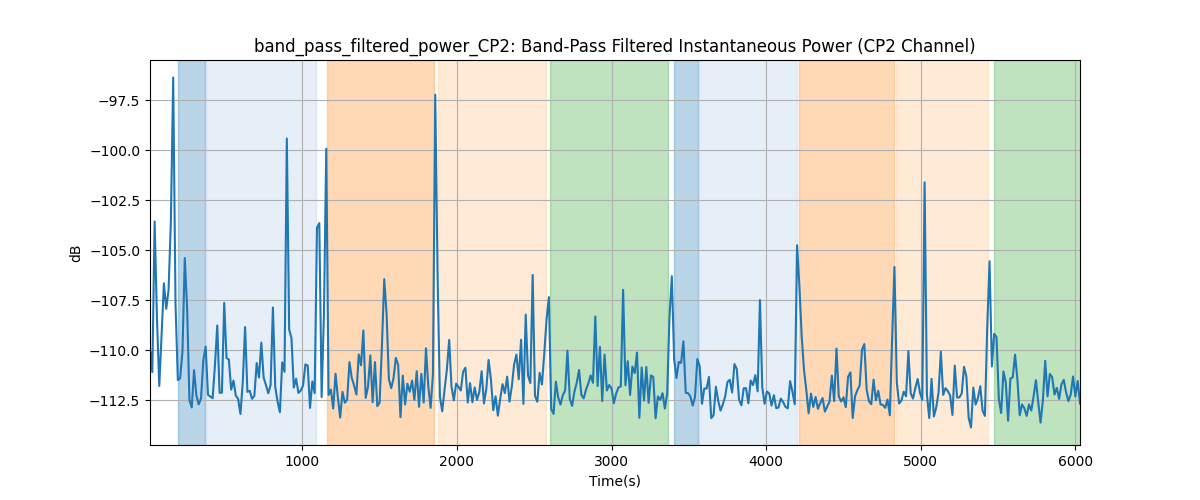 band_pass_filtered_power_CP2: Band-Pass Filtered Instantaneous Power (CP2 Channel)
−97.5
−100.0
−102.5
−105.0
−107.5
−110.0
−112.5
dB
1000 2000 3000 4000 5000 6000
Time(s)